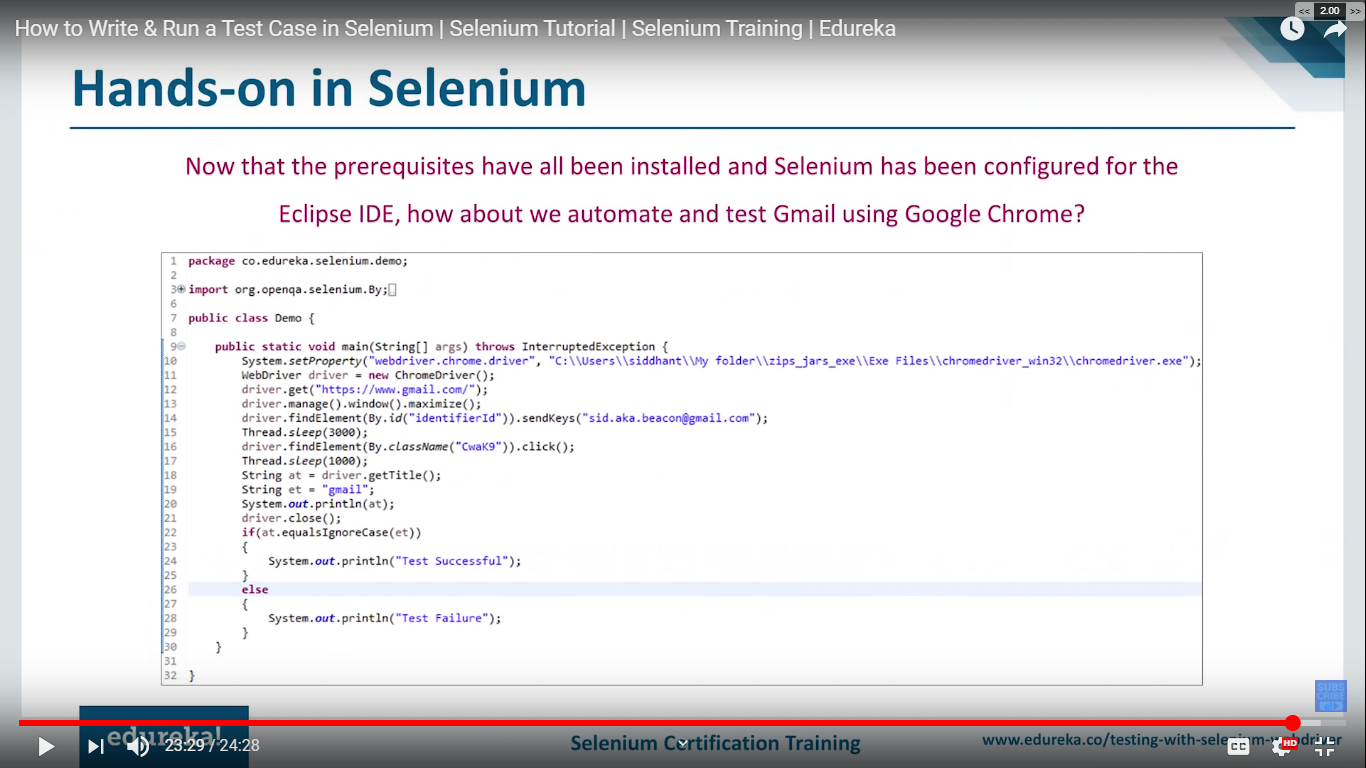 << 2.00 >>
How to Write & Run a Test Case in Selenium | Selenium Tutorial | Selenium Training | Edureka
Hands-on in Selenium
Now that the prerequisites have all been installed and Selenium has been configured for the
Eclipse IDE, how about we automate and test Gmail using Google Chrome?
1 package co.edureka.selenium.demo;
2
3 import org.openqa.selenium.By;
6
7 public class Demo {
8
9 public static void main(String[] args) throws InterruptedException {
10 System.setProperty("webdriver.chrome.driver", "C:\\Users\\siddhant\\My folder\\zips_jars_exe\\Exe Files\\chromedriver_win32\\chromedriver.exe");
11 WebDriver driver = new ChromeDriver();
12 driver.get("https://www.gmail.com/");
13 driver.manage().window().maximize();
14 driver.findElement(By.id("identifierId")).sendKeys("sid.aka.beacon@gmail.com");
15 Thread.sleep(3000);
16 driver.findElement(By.className("CwaK9")).click();
17 Thread.sleep(1000);
18 String at = driver.getTitle();
19 String et = "gmail";
20 System.out.println(at);
21 driver.close();
22 if(at.equalsIgnoreCase(et))
23 {
24 System.out.println("Test Successful");
25 }
26 else
27 {
28 System.out.println("Test Failure");
29 }
30 }
31
32 }
SUBSCRIBE
edureka!
23:29 / 24:28
Selenium Certification Training
www.edureka.co/testing-with-selenium-webdriver
CC
HD